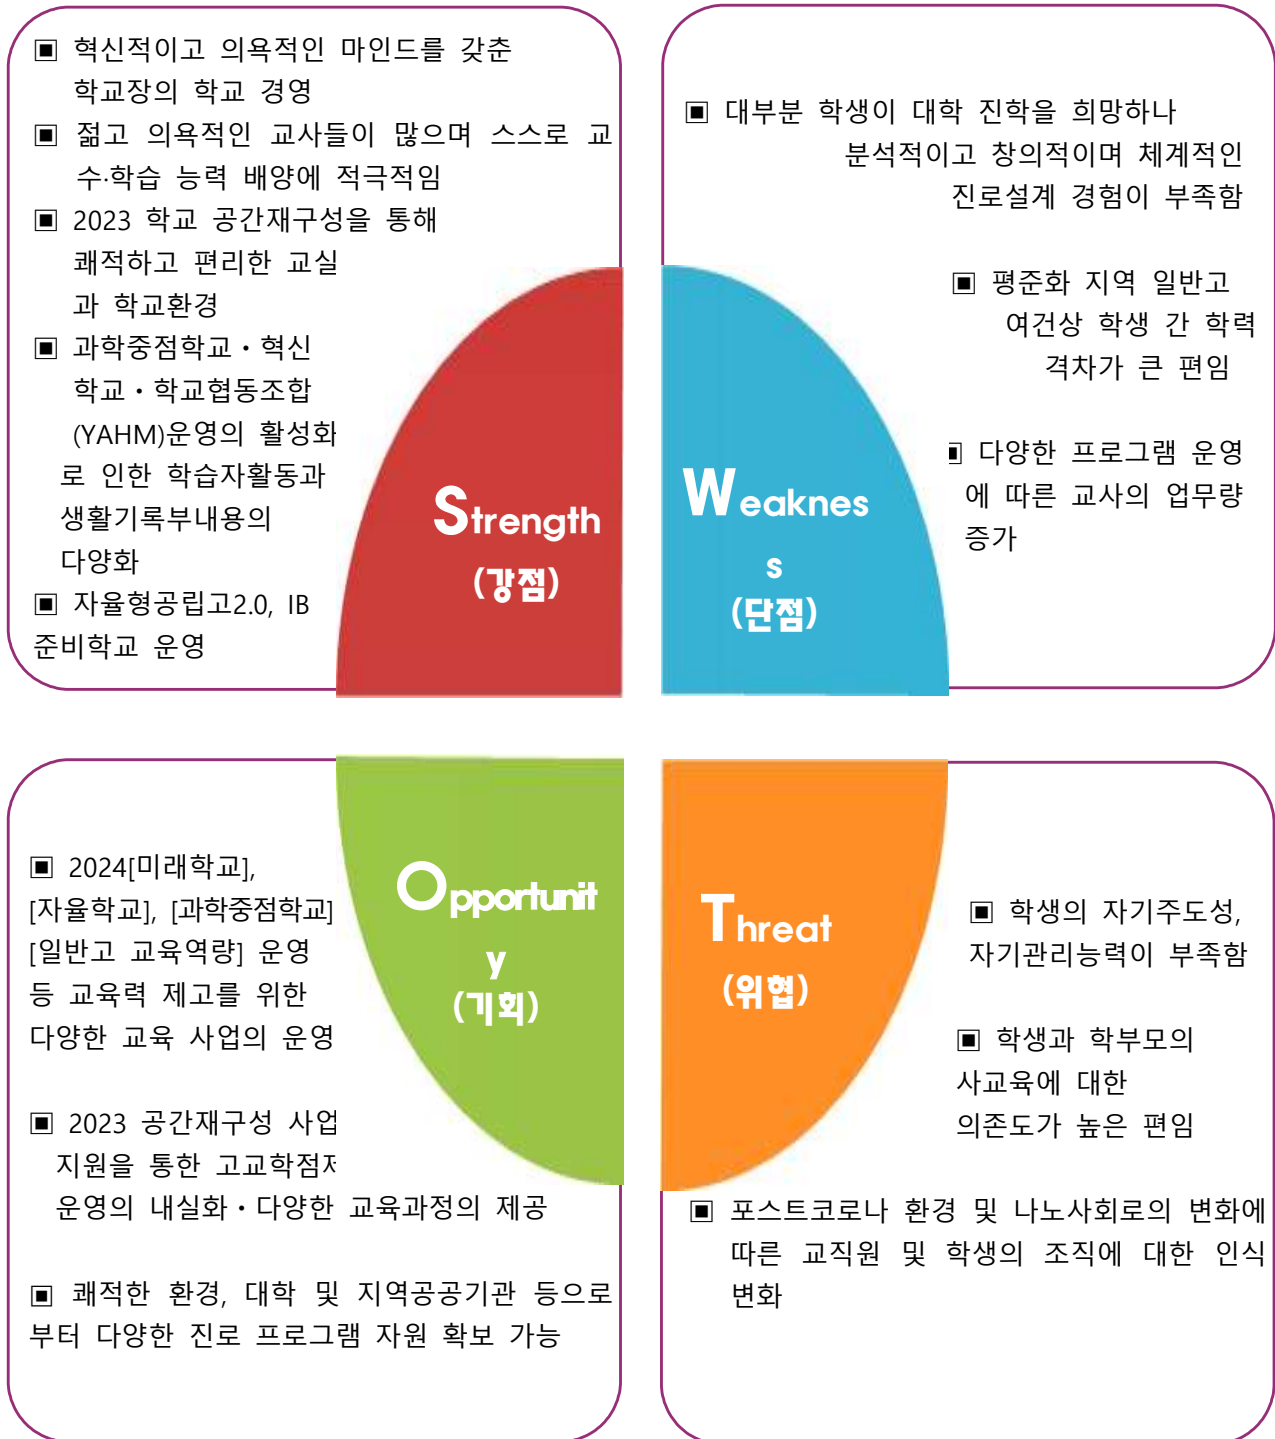 ▣ 혁신적이고 의욕적인 마인드를 갖춘
학교장의 학교 경영
▣ 젊고 의욕적인 교사들이 많으며 스스로 교
수·학습 능력 배양에 적극적임
▣ 2023 학교 공간재구성을 통해
쾌적하고 편리한 교실
과 학교환경
▣ 과학중점학교・혁신
학교・학교협동조합
(YAHM)운영의 활성화
로 인한 학습자활동과
생활기록부내용의
다양화
▣ 자율형공립고2.0, IB
준비학교 운영
Strength
(강점)
▣ 대부분 학생이 대학 진학을 희망하나
분석적이고 창의적이며 체계적인
진로설계 경험이 부족함
▣ 평준화 지역 일반고
여건상 학생 간 학력
격차가 큰 편임
▣ 다양한 프로그램 운영
에 따른 교사의 업무량
증가
Weaknes
s
(단점)
▣ 2024[미래학교],
[자율학교], [과학중점학교]
[일반고 교육역량] 운영
등 교육력 제고를 위한
다양한 교육 사업의 운영
▣ 2023 공간재구성 사업
지원을 통한 고교학점제
운영의 내실화・다양한 교육과정의 제공
▣ 쾌적한 환경, 대학 및 지역공공기관 등으로
부터 다양한 진로 프로그램 자원 확보 가능
Opportunit
y
(기회)
Threat
(위협)
▣ 학생의 자기주도성,
자기관리능력이 부족함
▣ 학생과 학부모의
사교육에 대한
의존도가 높은 편임
▣ 포스트코로나 환경 및 나노사회로의 변화에
따른 교직원 및 학생의 조직에 대한 인식
변화